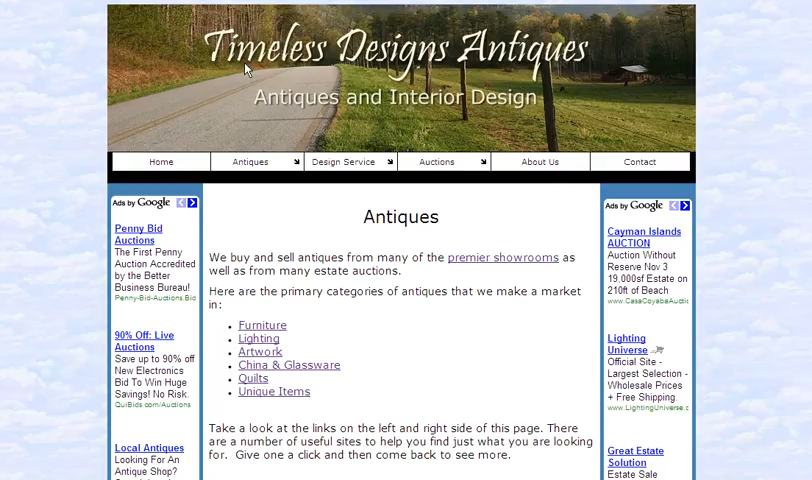 Timeless Designs Antiques
Antiques and Interior Design
Home
Antiques
Design Service
Auctions
About Us
Contact
Ads by Google
Penny Bid
Auctions
The First Penny
Auction Accredited
by the Better
Business Bureau!
Penny-Bid-Auctions.Bid
90% Off: Live
Auctions
Save up to 90% off
New Electronics
Bid To Win Huge
Savings! No Risk.
QuiBids.com/Auctions
Local Antiques
Looking For An
Antique Shop?
Antiques
We buy and sell antiques from many of the premier showrooms as
well as from many estate auctions.
Here are the primary categories of antiques that we make a market
in:
Furniture
Lighting
Artwork
China & Glassware
Quilts
Unique Items
Take a look at the links on the left and right side of this page. There
are a number of useful sites to help you find just what you are looking
for. Give one a click and then come back to see more.
Ads by Google
Cayman Islands
AUCTION
Auction Without
Reserve Nov 3
19,000sf Estate on
210ft of Beach
www.CasaCoyabaAuctic
Lighting
Universe
Official Site -
Largest Selection -
Wholesale Prices
+ Free Shipping.
www.LightingUniverse.c
Great Estate
Solution
Estate Sale